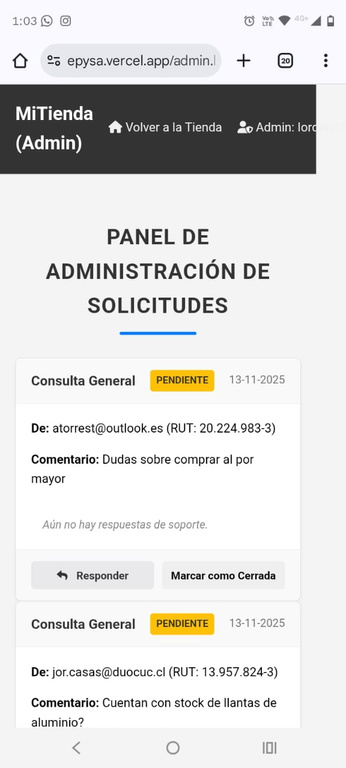 1:03
Vo)) LTE 4G+
epysa.vercel.app/admin.
20
MiTienda (Admin)
Volver a la Tienda
Admin:
PANEL DE
ADMINISTRACIÓN DE
SOLICITUDES
Consulta General PENDIENTE 13-11-2025
De: atorrest@outlook.es (RUT: 20.224.983-3)
Comentario: Dudas sobre comprar al por
mayor
Aún no hay respuestas de soporte.
Responder Marcar como Cerrada
Consulta General PENDIENTE 13-11-2025
De: jor.casas@duocuc.cl (RUT: 13.957.824-3)
Comentario: Cuentan con stock de llantas de
aluminio?